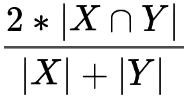 2 * |X ∩ Y|
|X| + |Y|